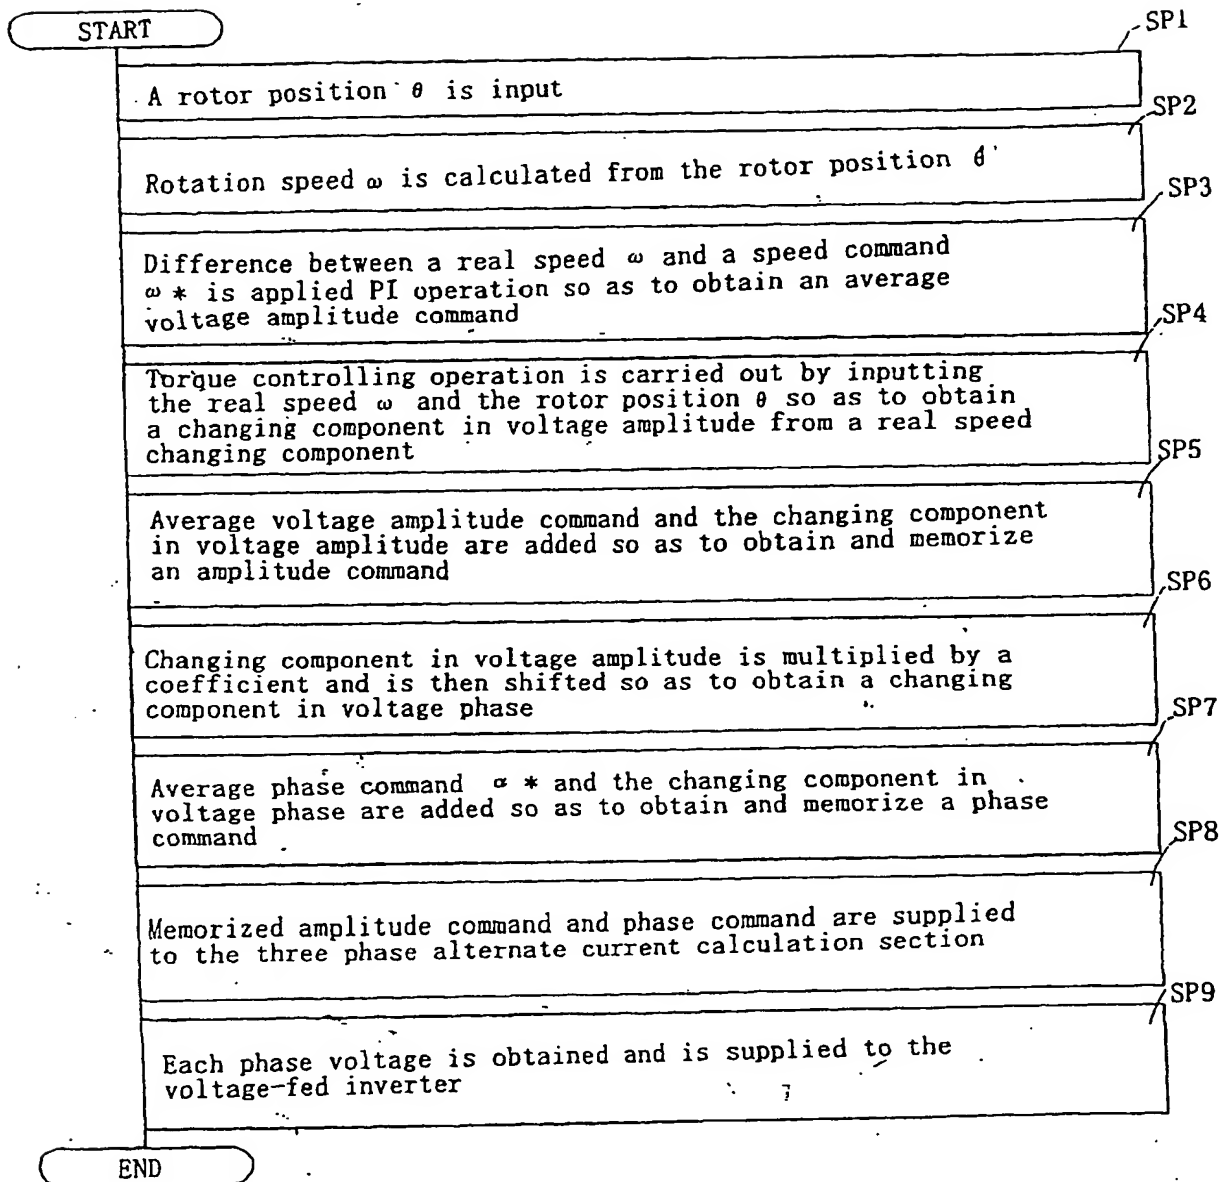 START
SP1
A rotor position θ is input
SP2
Rotation speed ω is calculated from the rotor position θ
SP3
Difference between a real speed ω and a speed command
ω * is applied PI operation so as to obtain an average
voltage amplitude command
SP4
Torque controlling operation is carried out by inputting
the real speed ω and the rotor position θ so as to obtain
a changing component in voltage amplitude from a real speed
changing component
SP5
Average voltage amplitude command and the changing component
in voltage amplitude are added so as to obtain and memorize
an amplitude command
SP6
Changing component in voltage amplitude is multiplied by a
coefficient and is then shifted so as to obtain a changing
component in voltage phase
SP7
Average phase command α * and the changing component in
voltage phase are added so as to obtain and memorize a phase
command
SP8
Memorized amplitude command and phase command are supplied
to the three phase alternate current calculation section
SP9
Each phase voltage is obtained and is supplied to the
voltage-fed inverter
END